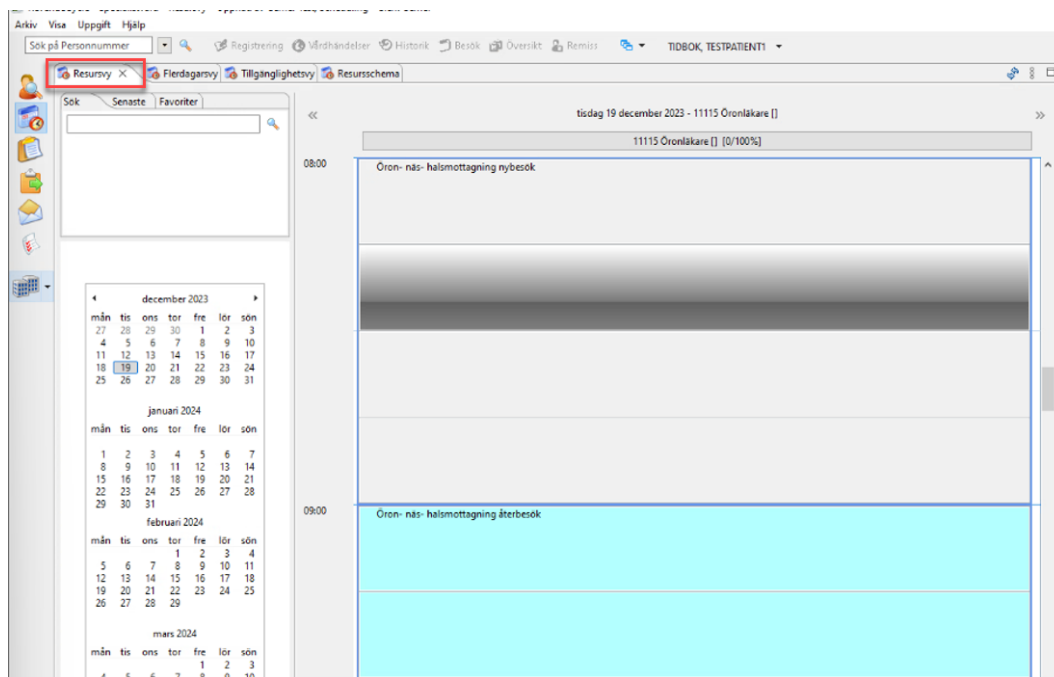 Arkiv Visa Uppgift Hjälp
Sök på Personnummer Registrering Vårdhändelser Historik Besök Översikt Remiss TIDBOK, TESTPATIENT1
Resursvy Flerdagarsvy Tillgänglighetsvy Resursschema
Sök Senaste Favoriter
tisdag 19 december 2023 - 11115 Öronläkare []
11115 Öronläkare [] [0/100%]
08:00 Öron- näs- halsmottagning nybesök
december 2023
mån tis ons tor fre lör sön
27 28 29 30 1 2 3
4 5 6 7 8 9 10
11 12 13 14 15 16 17
18 19 20 21 22 23 24
25 26 27 28 29 30 31
januari 2024
mån tis ons tor fre lör sön
1 2 3 4 5 6 7
8 9 10 11 12 13 14
15 16 17 18 19 20 21
22 23 24 25 26 27 28
29 30 31
09:00 Öron- näs- halsmottagning återbesök
februari 2024
mån tis ons tor fre lör sön
1 2 3 4
5 6 7 8 9 10 11
12 13 14 15 16 17 18
19 20 21 22 23 24 25
26 27 28 29
mars 2024
mån tis ons tor fre lör sön
1 2 3
4 5 6 7 8 9 10